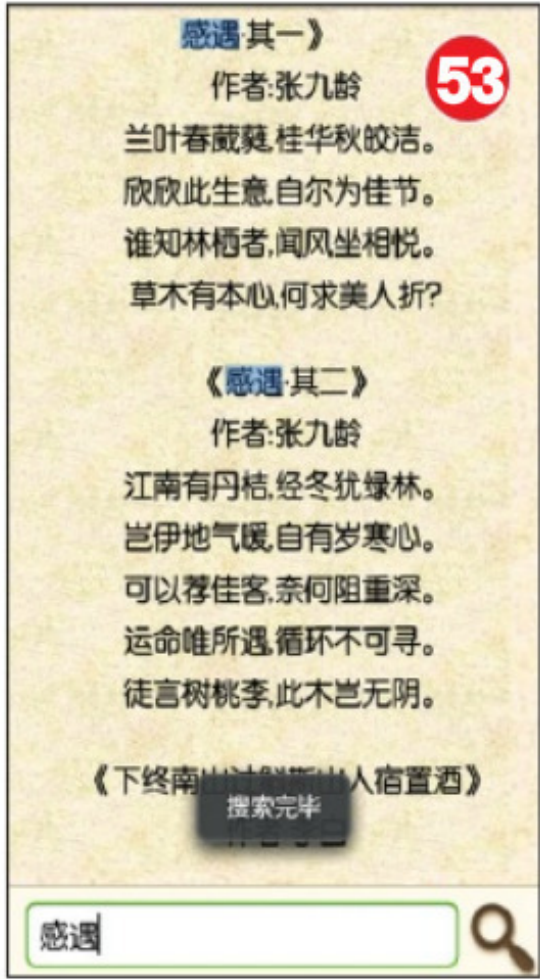 感遇·其一》
53
作者:张九龄
兰叶春葳蕤,桂华秋皎洁。
欣欣此生意,自尔为佳节。
谁知林栖者,闻风坐相悦。
草木有本心,何求美人折?
《感遇·其二》
作者:张九龄
江南有丹桔,经冬犹绿林。
岂伊地气暖,自有岁寒心。
可以荐佳客,奈何阻重深。
运命唯所遇,循环不可寻。
徒言树桃李,此木岂无阴。
《下终南山人宿置酒》
搜索完毕
感遇